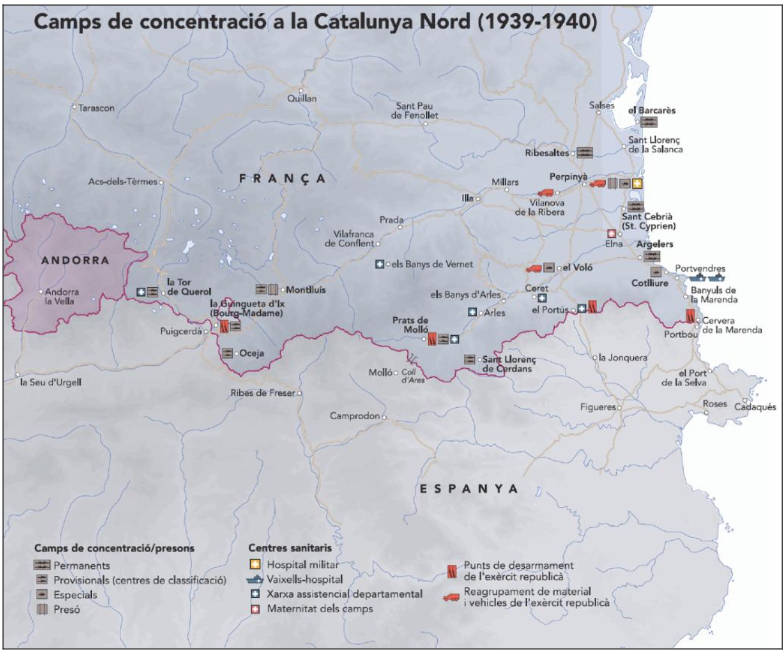 Camps de concentració a la Catalunya Nord (1939-1940)
Tarascon
Quillan
Sant Pau
de Fenollet
Salses
el Barcarès
Sant Llorenç
de la Salanca
Ribesaltes
Acs-dels-Tèrmes
FRANÇA
Perpinyà
Millars
Illa
Vilanova
de la Ribera
Prada
Sant Cebrià
(St. Cyprien)
Vilafranca
de Conflent
Elna
Argelers
ANDORRA
els Banys de Vernet
el Voló
Portvendres
Cotlliure
la Tor
de Querol
Montlluís
Andorra
la Vella
els Banys d'Arles
Ceret
Banyuls de
la Marenda
la Guingueta d'Ix
(Bourg-Madame)
Arles
el Portús
Prats de
Molló
Cervera
de la Marenda
Puigcerdà
Portbou
Oceja
Sant Llorenç
de Cerdans
la Jonquera
Molló
Coll
d'Ares
la Seu d'Urgell
el Port
de la Selva
Ribes de Freser
Figueres
Roses
Cadaqués
Camprodon
ESPANYA
Camps de concentració/presons
Permanents
Provisionals (centres de classificació)
Especials
Presó
Centres sanitaris
Hospital militar
Vaixells-hospital
Xarxa assistencial departamental
Maternitat dels camps
Punts de desarmament
de l'exèrcit republicà
Reagrupament de material
i vehicles de l'exèrcit republicà